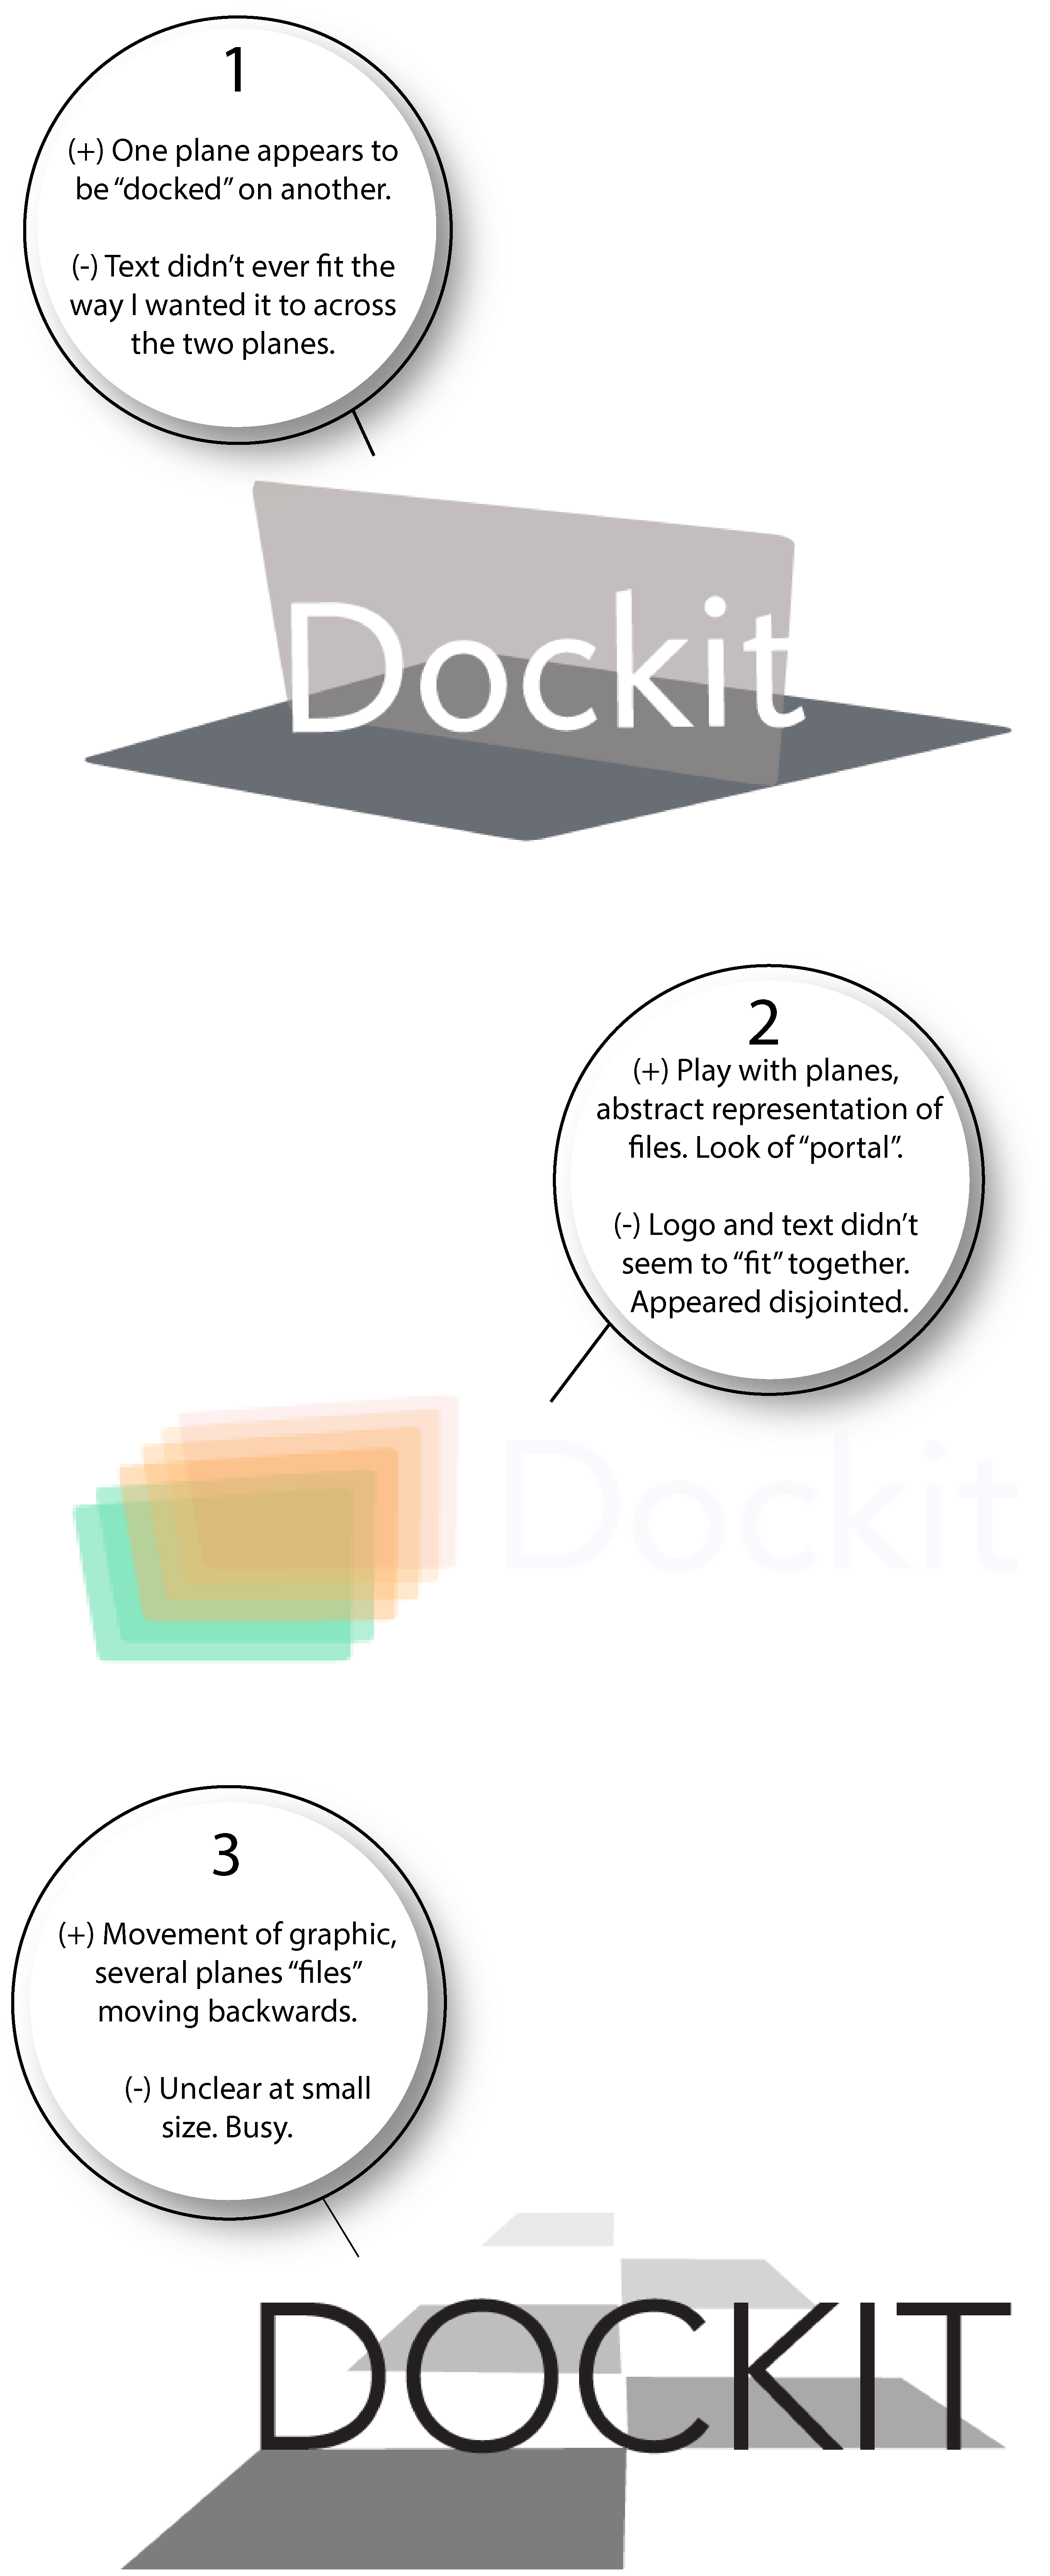 1
(+) One plane appears to
be “docked” on another.
(-) Text didn’t ever fit the
way I wanted it to across
the two planes.
Dockit
2
(+) Play with planes,
abstract representation of
files. Look of “portal”.
(-) Logo and text didn’t
seem to “fit” together.
Appeared disjointed.
Dockit
3
(+) Movement of graphic,
several planes “files”
moving backwards.
(-) Unclear at small
size. Busy.
DOCKIT